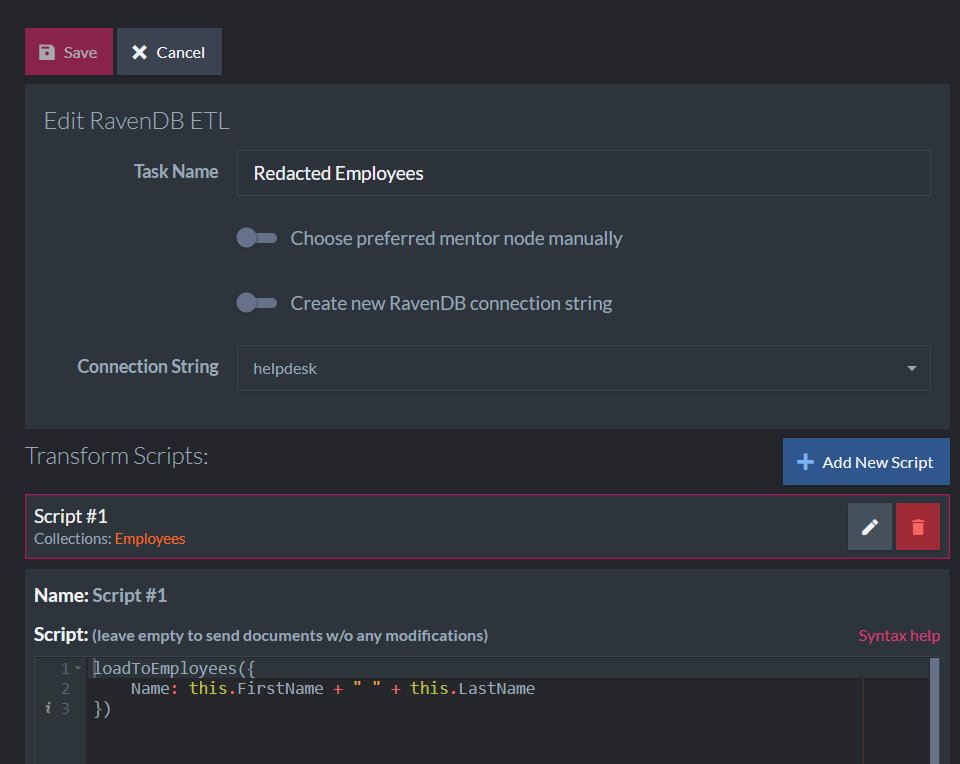 Save Cancel
Edit RavenDB ETL
Task Name Redacted Employees
Choose preferred mentor node manually
Create new RavenDB connection string
Connection String helpdesk
Transform Scripts: Add New Script
Script #1
Collections: Employees
Name: Script #1
Script: (leave empty to send documents w/o any modifications) Syntax help
1 loadToEmployees({
2 Name: this.FirstName + " " + this.LastName
i 3 })